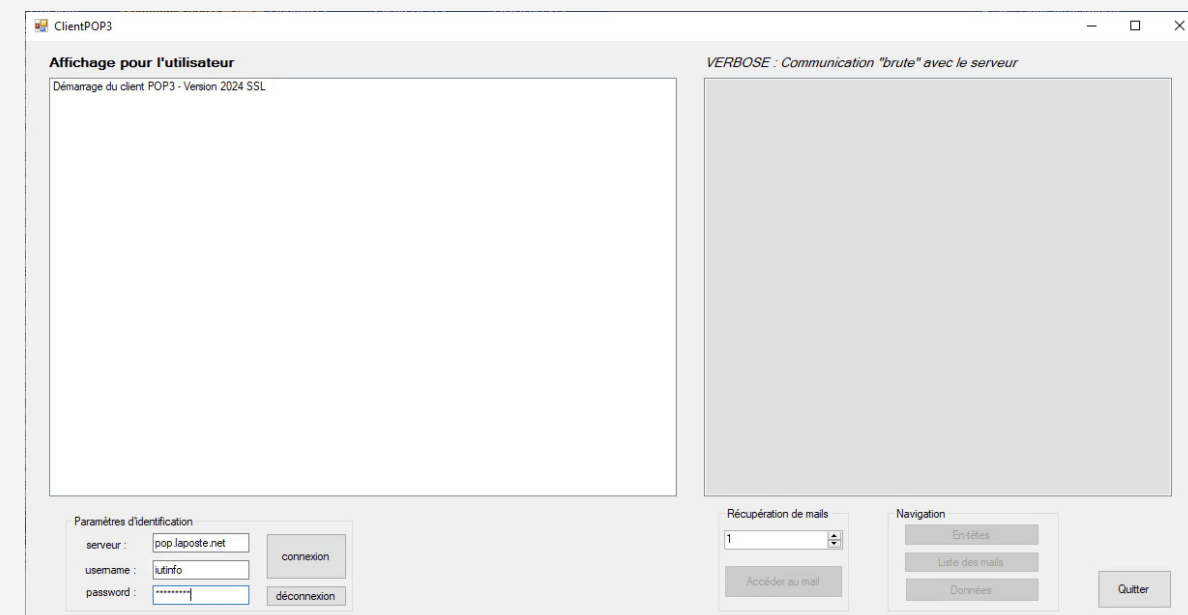 ClientPOP3
Affichage pour l'utilisateur
VERBOSE : Communication "brute" avec le serveur
Démarrage du client POP3 - Version 2024 SSL
Paramètres d'identification
serveur :
pop.laposte.net
username :
iutinfo
password :
*********
connexion
déconnexion
Récupération de mails
1
Accéder au mail
Navigation
En-têtes
Liste des mails
Données
Quitter